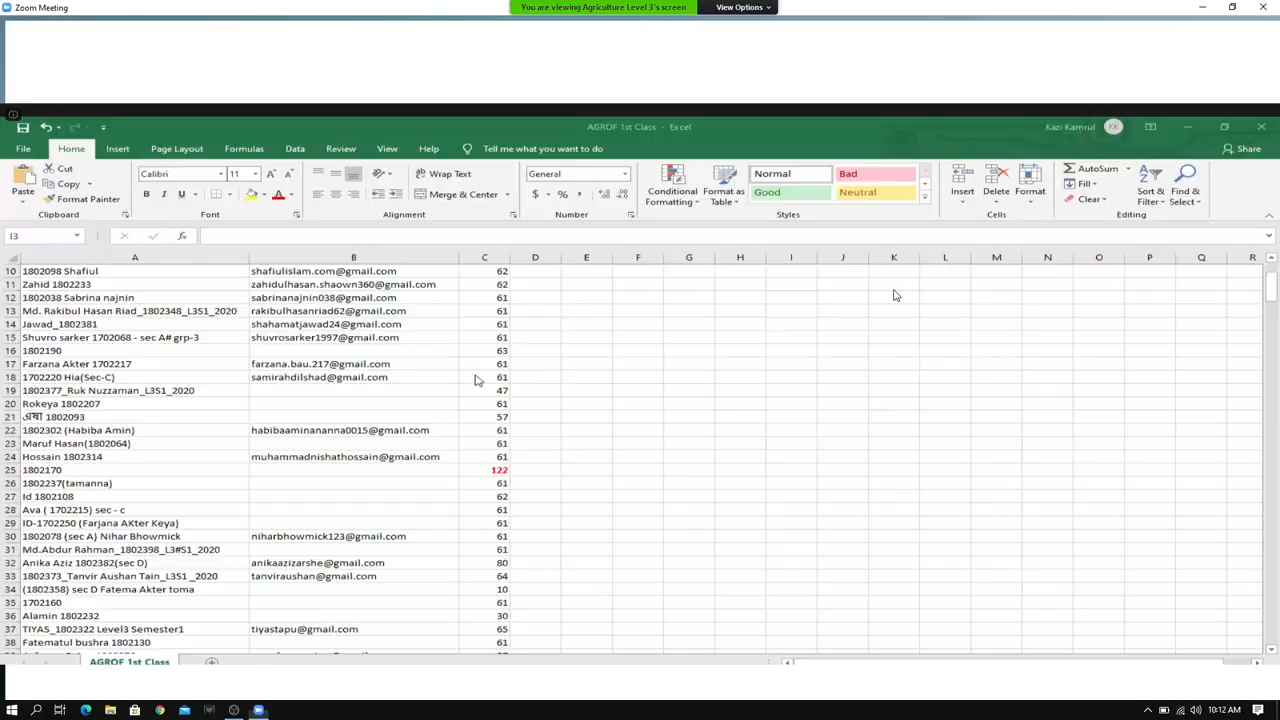 Zoom Meeting
You are viewing Agriculture Level 3's screen View Options
AGROF 1st Class - Excel
Kazi Kamrul KK
File Home Insert Page Layout Formulas Data Review View Help Tell me what you want to do Share
Paste Cut Copy Format Painter Clipboard
Calibri 11 B I U Font
Wrap Text Merge & Center Alignment
General $ % , Number
Conditional Formatting Format as Table Normal Bad Good Neutral Styles
Insert Delete Format Cells
AutoSum Fill Clear Sort & Filter Find & Select Editing
I3 fx
A B C D E F G H I J K L M N O P Q R
10 1802098 Shafiul shafiulislam.com@gmail.com 62
11 Zahid 1802233 zahidulhasan.shaown360@gmail.com 62
12 1802038 Sabrina najnin sabrinanajnin038@gmail.com 61
13 Md. Rakibul Hasan Riad_1802348_L3S1_2020 rakibulhasanriad62@gmail.com 61
14 Jawad_1802381 shahamatjawad24@gmail.com 61
15 Shuvro sarker 1702068 - sec A# grp-3 shuvrosarker1997@gmail.com 61
16 1802190 63
17 Farzana Akter 1702217 farzana.bau.217@gmail.com 61
18 1702220 Hia(Sec-C) samirahdilshad@gmail.com 61
19 1802377_Ruk Nuzzaman_L3S1_2020 47
20 Rokeya 1802207 61
21 এষা 1802093 57
22 1802302 (Habiba Amin) habibaaminananna0015@gmail.com 61
23 Maruf Hasan(1802064) 61
24 Hossain 1802314 muhammadnishathossain@gmail.com 61
25 1802170 122
26 1802237(tamanna) 61
27 Id 1802108 62
28 Ava ( 1702215) sec - c 61
29 ID-1702250 (Farjana AKter Keya) 61
30 1802078 (sec A) Nihar Bhowmick niharbhowmick123@gmail.com 61
31 Md.Abdur Rahman_1802398_L3#S1_2020 61
32 Anika Aziz 1802382(sec D) anikaazizarshe@gmail.com 80
33 1802373_Tanvir Aushan Tain_L3S1 _2020 tanviraushan@gmail.com 64
34 (1802358) sec D Fatema Akter toma 10
35 1702160 61
36 Alamin 1802232 30
37 TIYAS_1802322 Level3 Semester1 tiyastapu@gmail.com 65
38 Fatematul bushra 1802130 61
AGROF 1st Class
10:12 AM